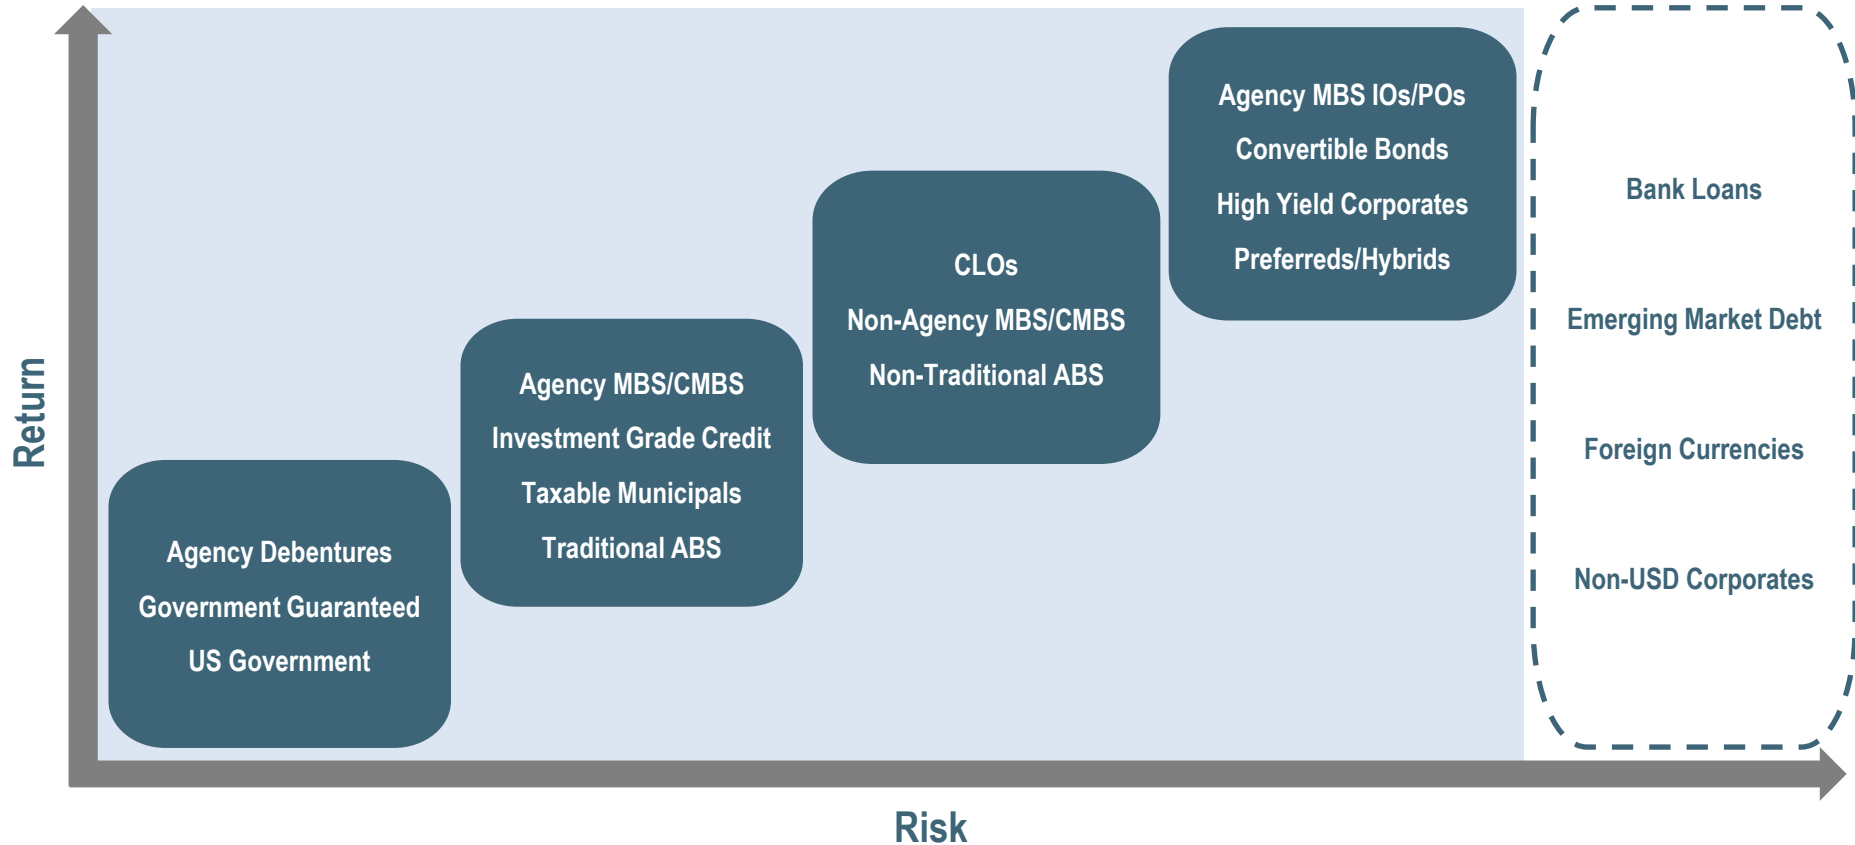 Return
Agency Debentures
Government Guaranteed
US Government
Agency MBS/CMBS
Investment Grade Credit
Taxable Municipals
Traditional ABS
CLOs
Non-Agency MBS/CMBS
Non-Traditional ABS
Agency MBS IOs/POs
Convertible Bonds
High Yield Corporates
Preferreds/Hybrids
Bank Loans
Emerging Market Debt
Foreign Currencies
Non-USD Corporates
Risk